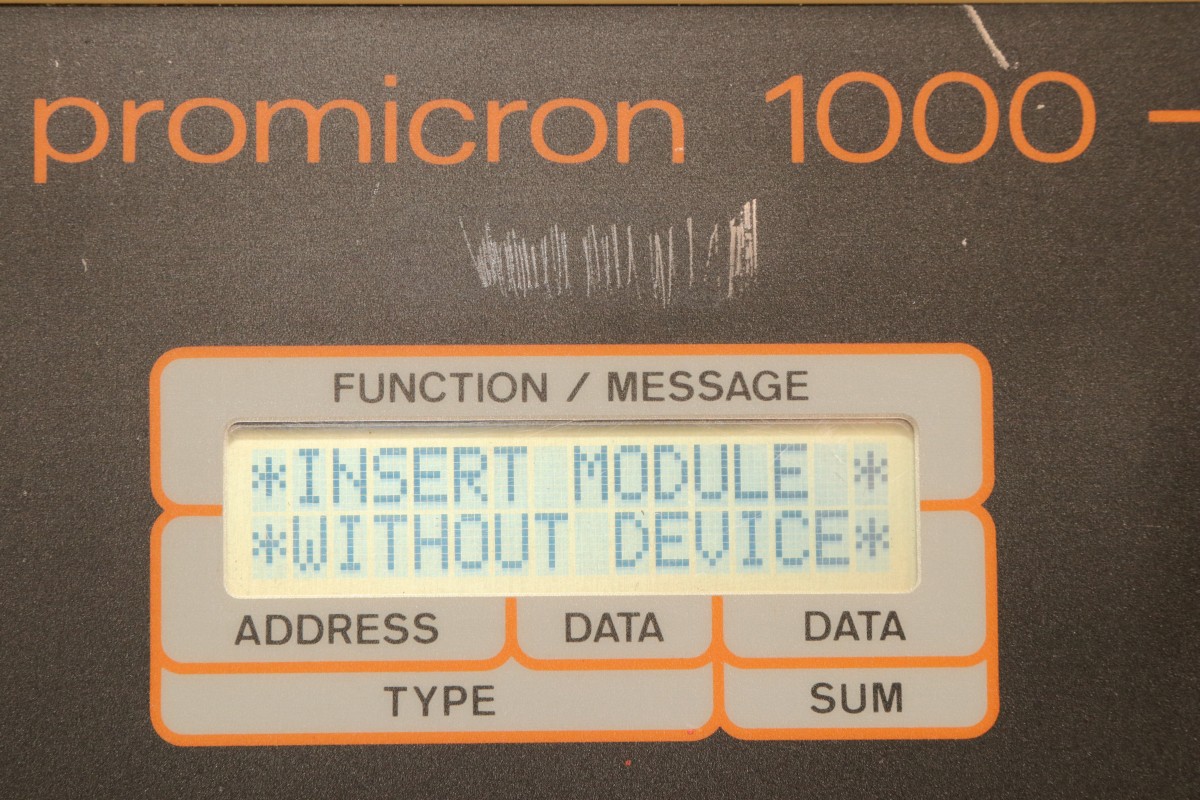 promicron 1000 –
FUNCTION / MESSAGE
*INSERT MODULE *
*WITHOUT DEVICE*
ADDRESS DATA DATA
TYPE SUM